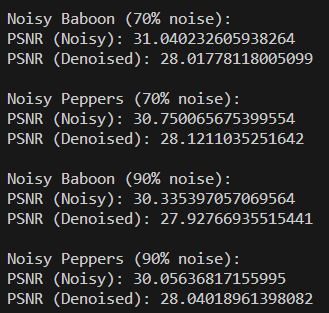 Noisy Baboon (70% noise):
PSNR (Noisy): 31.040232605938264
PSNR (Denoised): 28.01778118005099
Noisy Peppers (70% noise):
PSNR (Noisy): 30.750065675399554
PSNR (Denoised): 28.1211035251642
Noisy Baboon (90% noise):
PSNR (Noisy): 30.335397057069564
PSNR (Denoised): 27.92766935515441
Noisy Peppers (90% noise):
PSNR (Noisy): 30.05636817155995
PSNR (Denoised): 28.04018961398082